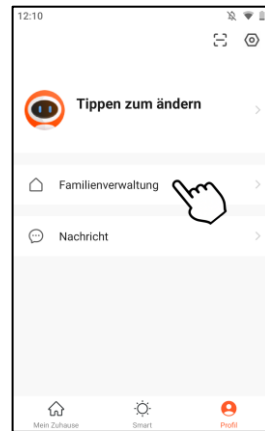 12:10
Tippen zum ändern
Familienverwaltung
Nachricht
Mein Zuhause
Smart
Profil